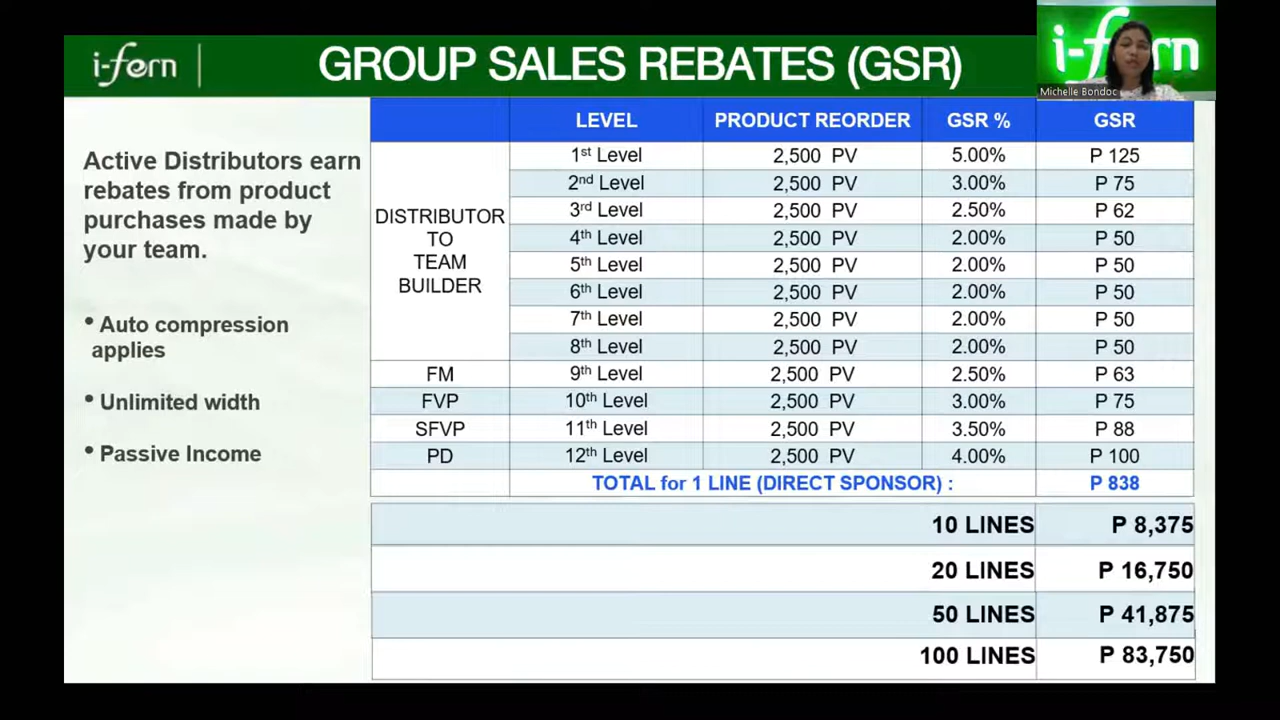 i-fern
GROUP SALES REBATES (GSR)
i-fern
Michelle Bondoc
Active Distributors earn
rebates from product
purchases made by
your team.
• Auto compression
applies
• Unlimited width
• Passive Income
LEVEL PRODUCT REORDER GSR % GSR
DISTRIBUTOR
TO
TEAM
BUILDER
1st Level 2,500 PV 5.00% P 125
2nd Level 2,500 PV 3.00% P 75
3rd Level 2,500 PV 2.50% P 62
4th Level 2,500 PV 2.00% P 50
5th Level 2,500 PV 2.00% P 50
6th Level 2,500 PV 2.00% P 50
7th Level 2,500 PV 2.00% P 50
8th Level 2,500 PV 2.00% P 50
FM 9th Level 2,500 PV 2.50% P 63
FVP 10th Level 2,500 PV 3.00% P 75
SFVP 11th Level 2,500 PV 3.50% P 88
PD 12th Level 2,500 PV 4.00% P 100
TOTAL for 1 LINE (DIRECT SPONSOR) : P 838
10 LINES P 8,375
20 LINES P 16,750
50 LINES P 41,875
100 LINES P 83,750